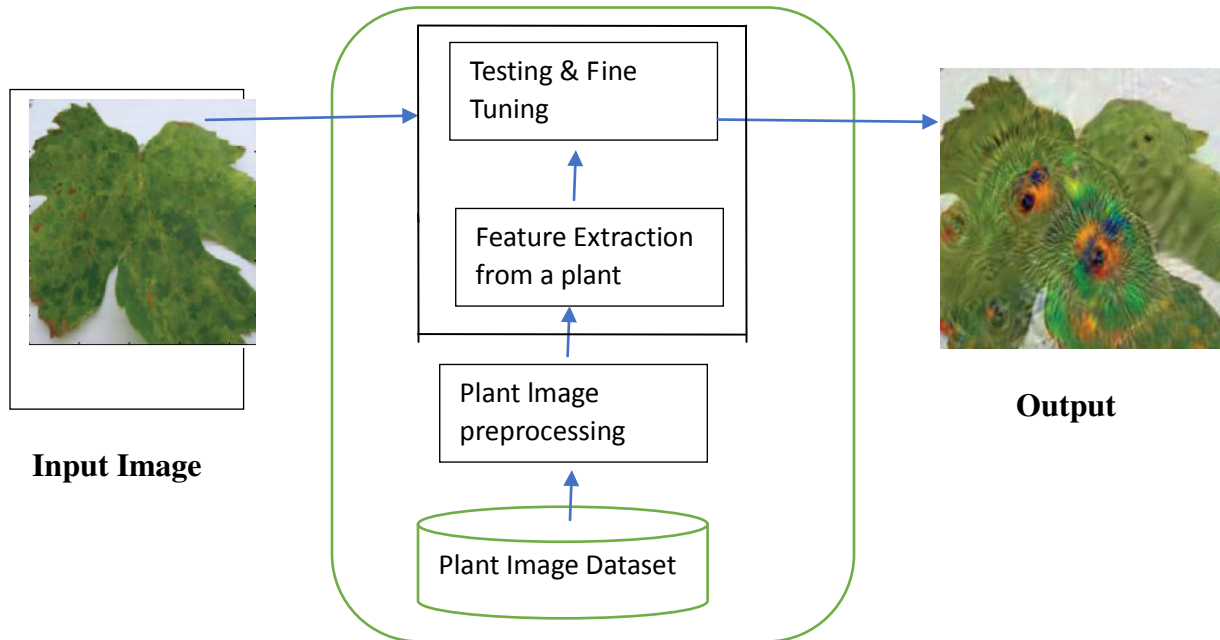 Testing & Fine
Tuning
Feature Extraction
from a plant
Plant Image
preprocessing
Plant Image Dataset
Input Image
Output